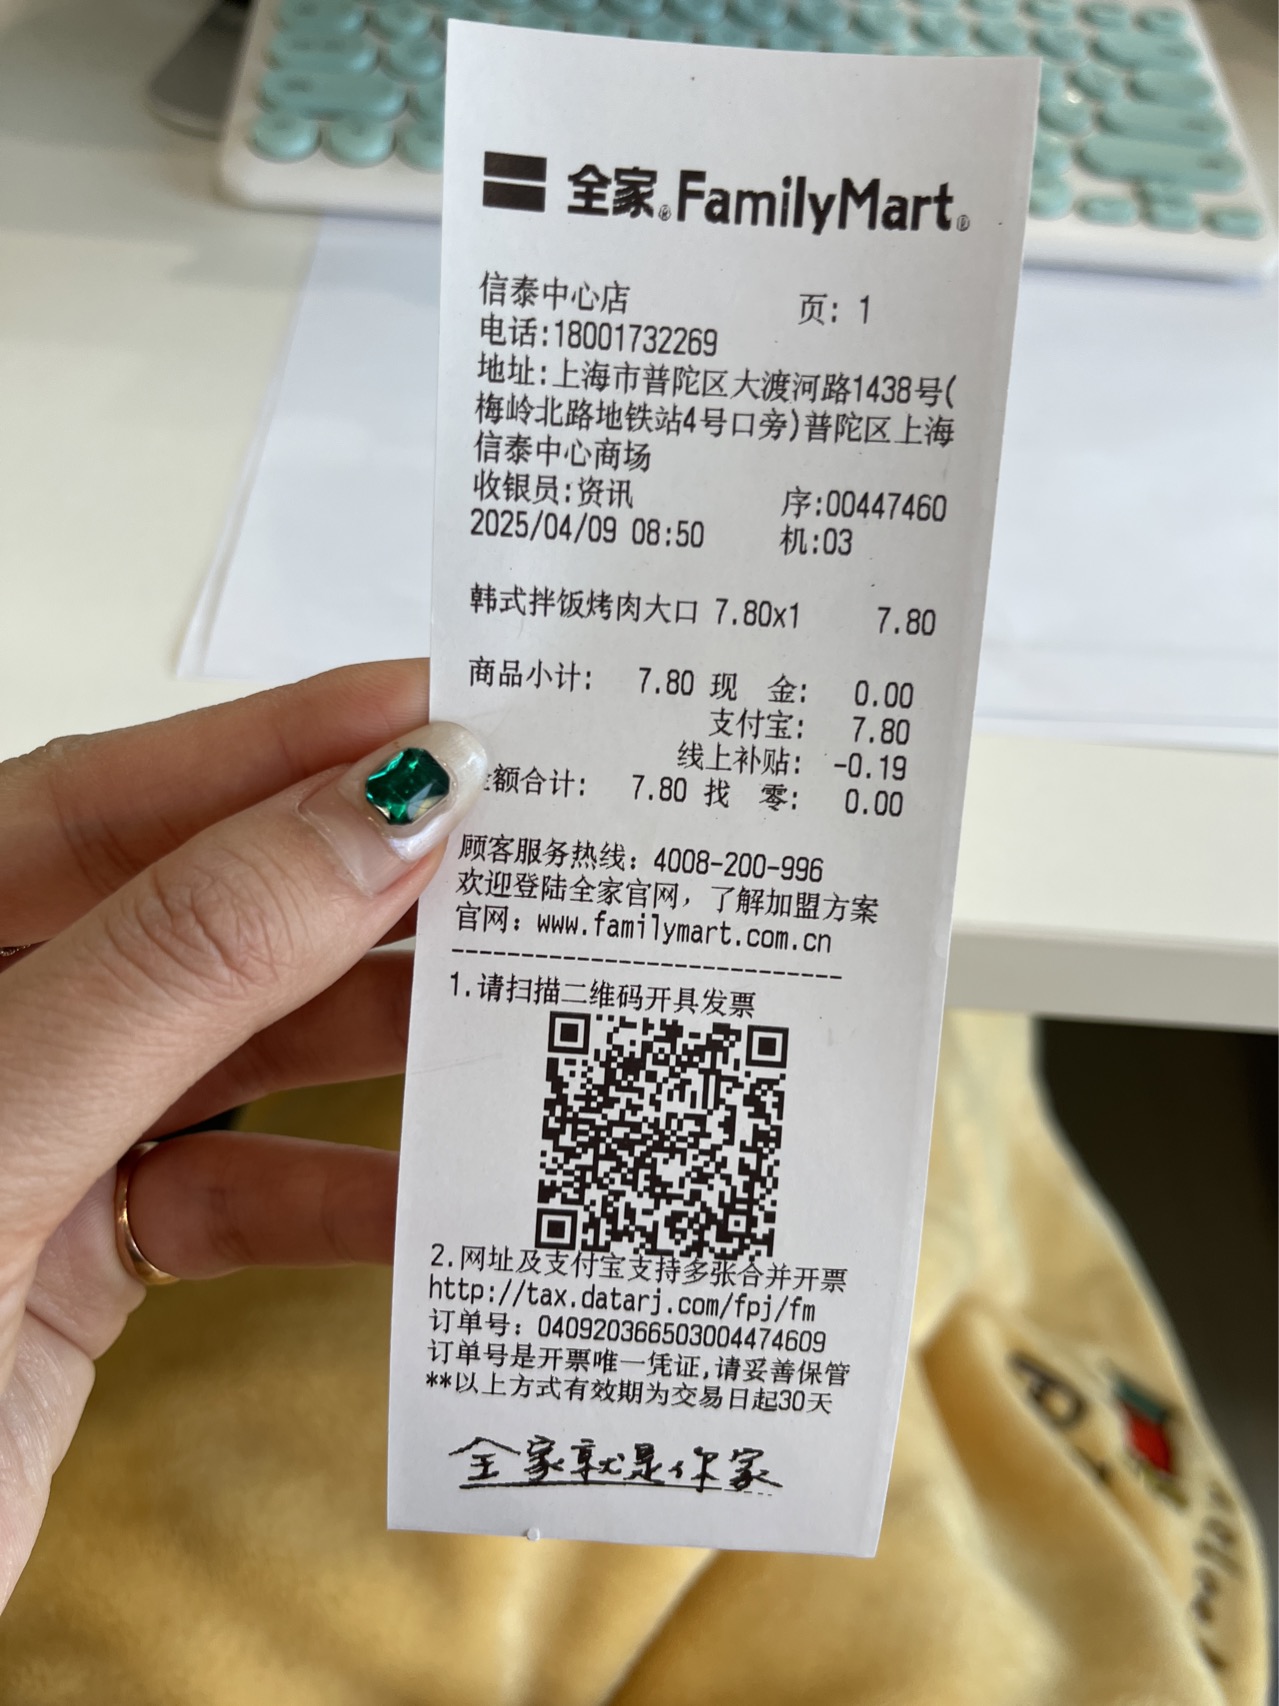 全家® FamilyMart®
信泰中心店 页: 1
电话:18001732269
地址:上海市普陀区大渡河路1438号(
梅岭北路地铁站4号口旁)普陀区上海
信泰中心商场
收银员:资讯 序:00447460
2025/04/09 08:50 机:03
韩式拌饭烤肉大口 7.80x1 7.80
商品小计: 7.80 现 金: 0.00
支付宝: 7.80
线上补贴: -0.19
额合计: 7.80 找 零: 0.00
顾客服务热线: 4008-200-996
欢迎登陆全家官网, 了解加盟方案
官网: www.familymart.com.cn
--------------------------------
1.请扫描二维码开具发票
2.网址及支付宝支持多张合并开票
http://tax.datarj.com/fpj/fm
订单号: 040920366503004474609
订单号是开票唯一凭证,请妥善保管
**以上方式有效期为交易日起30天
全家就是你家